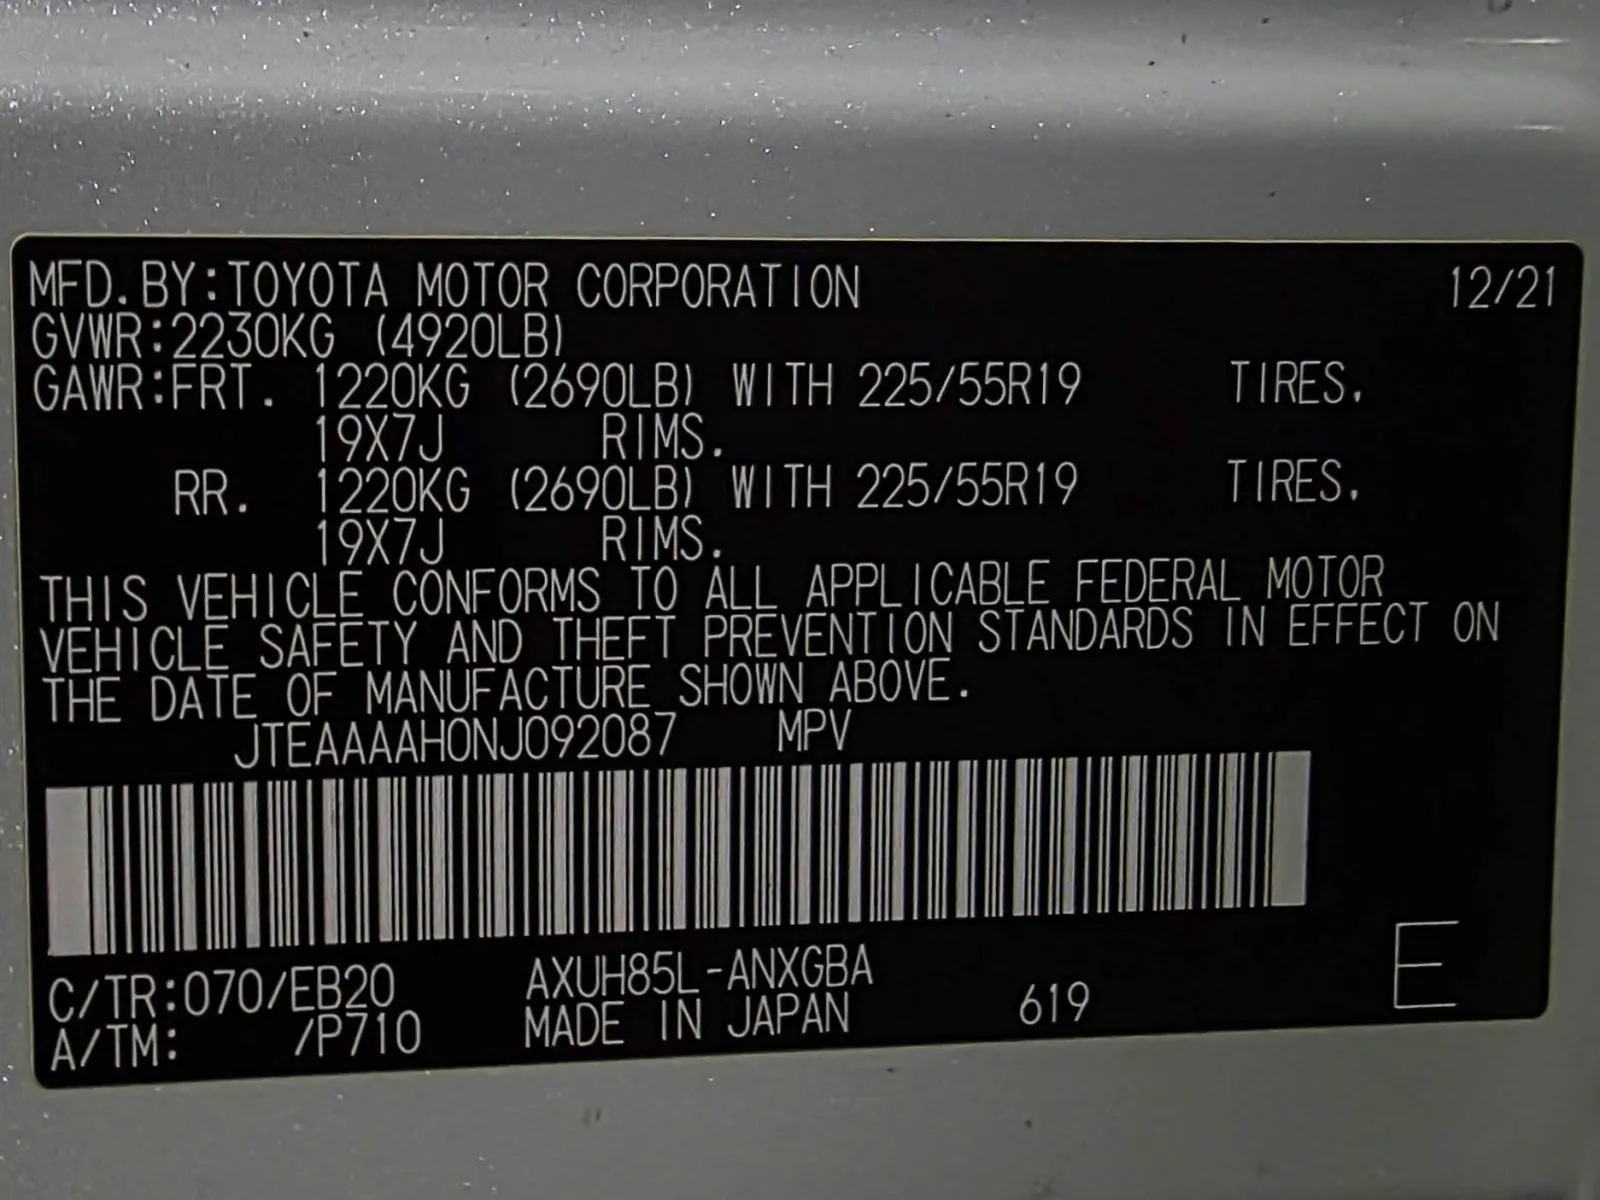 MFD. BY:TOYOTA MOTOR CORPORATION 12/21
GVWR:2230KG (4920LB)
GAWR:FRT. 1220KG (2690LB) WITH 225/55R19 TIRES.
19X7J RIMS.
RR. 1220KG (2690LB) WITH 225/55R19 TIRES.
19X7J RIMS.
THIS VEHICLE CONFORMS TO ALL APPLICABLE FEDERAL MOTOR
VEHICLE SAFETY AND THEFT PREVENTION STANDARDS IN EFFECT ON
THE DATE OF MANUFACTURE SHOWN ABOVE.
JTEAAAAH0NJ092087 MPV
C/TR:070/EB20 AXUH85L-ANXGBA
A/TM: /P710 MADE IN JAPAN 619 E